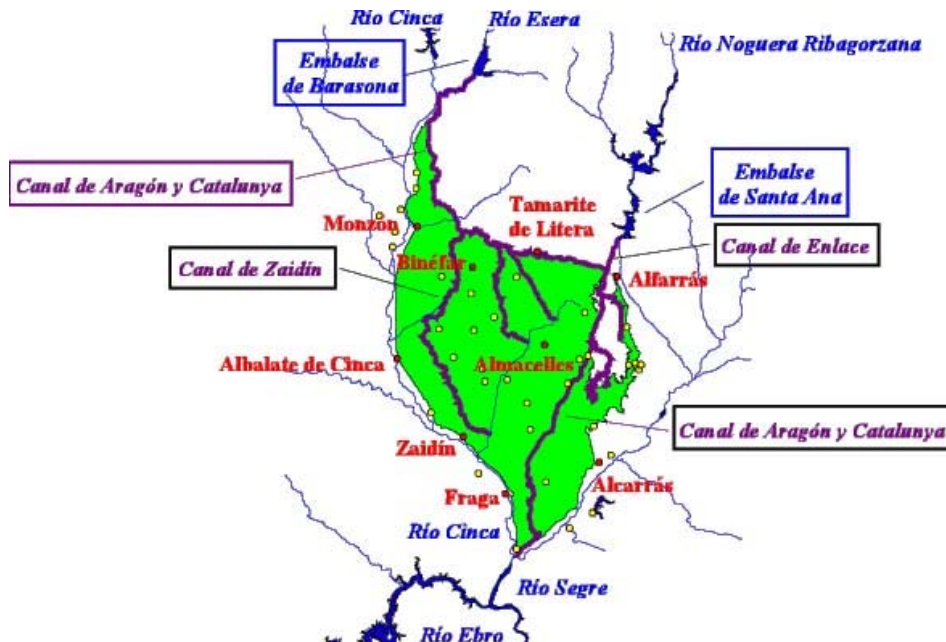 Río Cinca
Río Esera
Río Noguera Ribagorzana
Embalse
de Barasona
Canal de Aragón y Catalunya
Embalse
de Santa Ana
Tamarite
de Litera
Monzón
Canal de Enlace
Canal de Zaidín
Binéfar
Alfarrás
Albalate de Cinca
Almacelles
Canal de Aragón y Catalunya
Zaidín
Fraga
Alcarrás
Río Cinca
Río Segre
Río Ebro